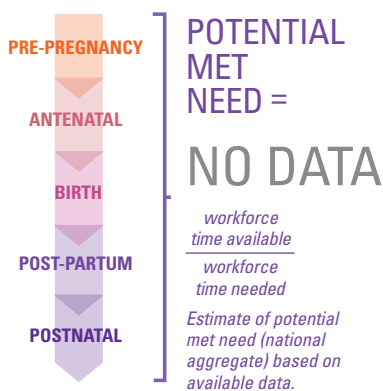 PRE-PREGNANCY
ANTENATAL
BIRTH
POST-PARTUM
POSTNATAL
POTENTIAL
MET
NEED =
NO DATA
workforce
time available
workforce
time needed
Estimate of potential
met need (national
aggregate) based on
available data.